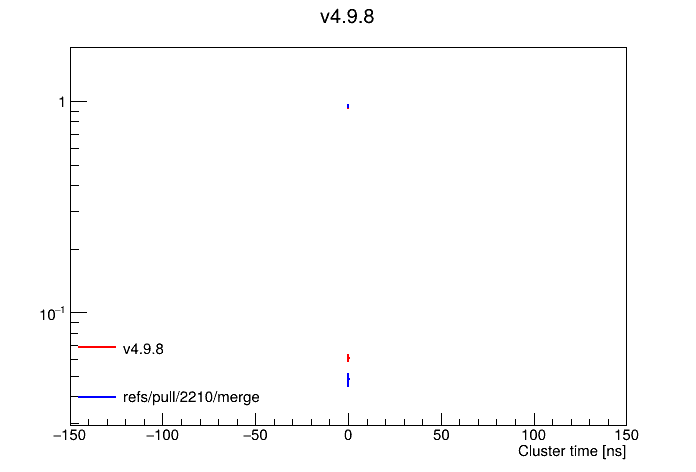 v4.9.8
1
10⁻¹
v4.9.8
refs/pull/2210/merge
−150 −100 −50 0 50 100 150
Cluster time [ns]